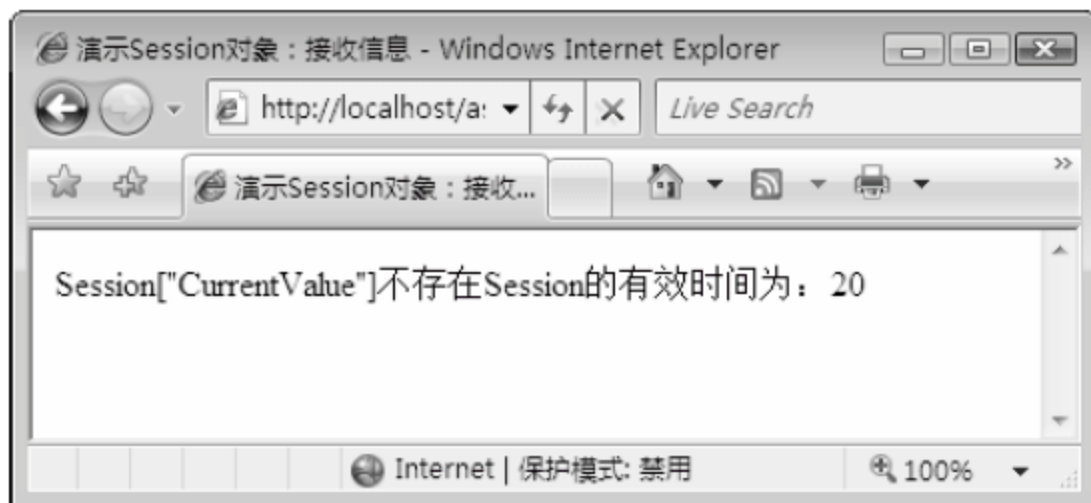 演示Session对象：接收信息 - Windows Internet Explorer
http://localhost/a:
Live Search
演示Session对象：接收...
Session["CurrentValue"]不存在Session的有效时间为：20
Internet | 保护模式: 禁用
100%